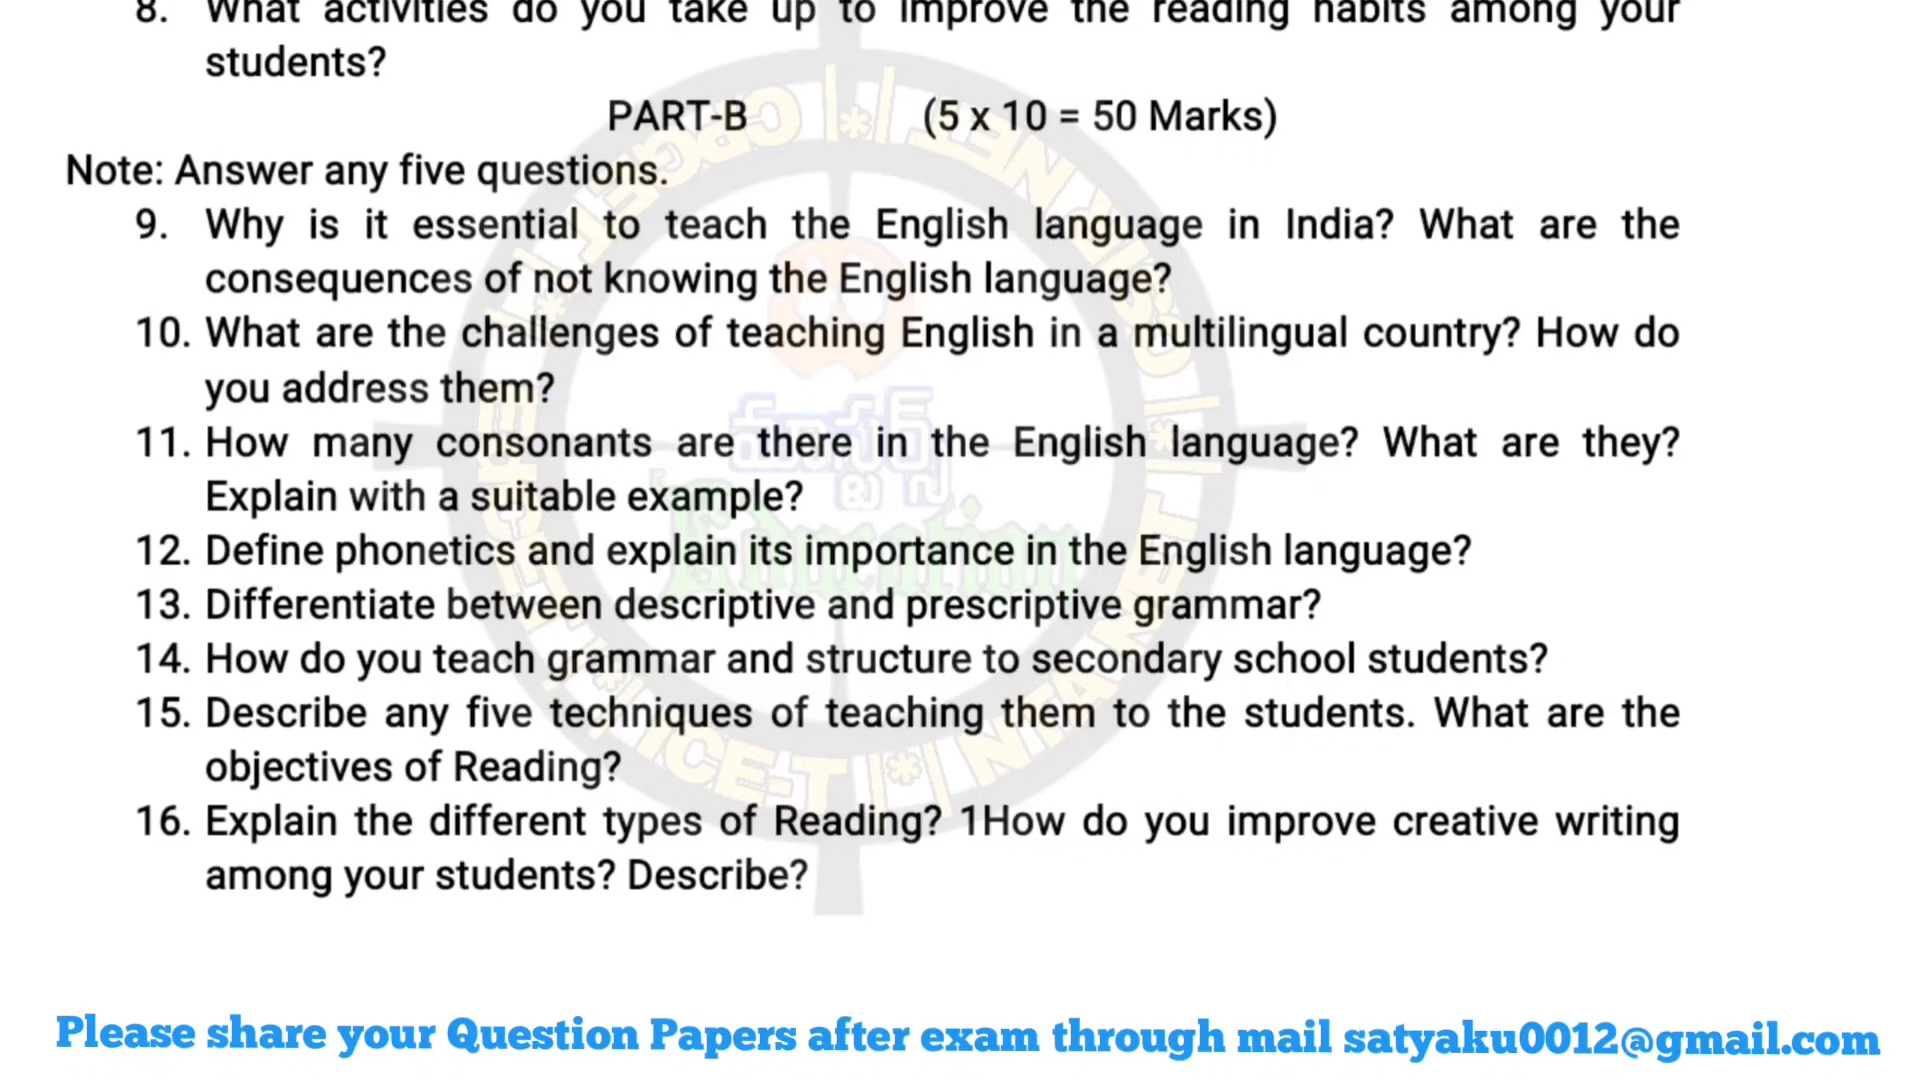 8. What activities do you take up to improve the reading habits among your
students?
PART-B (5 x 10 = 50 Marks)
Note: Answer any five questions.
9. Why is it essential to teach the English language in India? What are the
consequences of not knowing the English language?
10. What are the challenges of teaching English in a multilingual country? How do
you address them?
11. How many consonants are there in the English language? What are they?
Explain with a suitable example?
12. Define phonetics and explain its importance in the English language?
13. Differentiate between descriptive and prescriptive grammar?
14. How do you teach grammar and structure to secondary school students?
15. Describe any five techniques of teaching them to the students. What are the
objectives of Reading?
16. Explain the different types of Reading? 1How do you improve creative writing
among your students? Describe?
Education
Please share your Question Papers after exam through mail satyaku0012@gmail.com